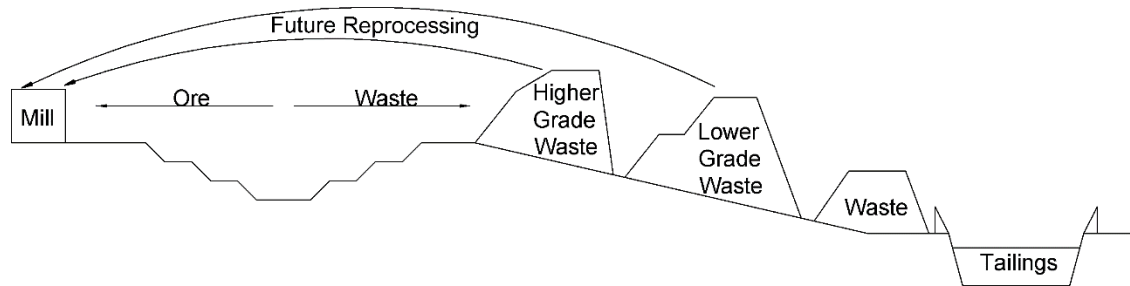 Future Reprocessing
Ore
Waste
Mill
Higher
Grade
Waste
Lower
Grade
Waste
Waste
Tailings